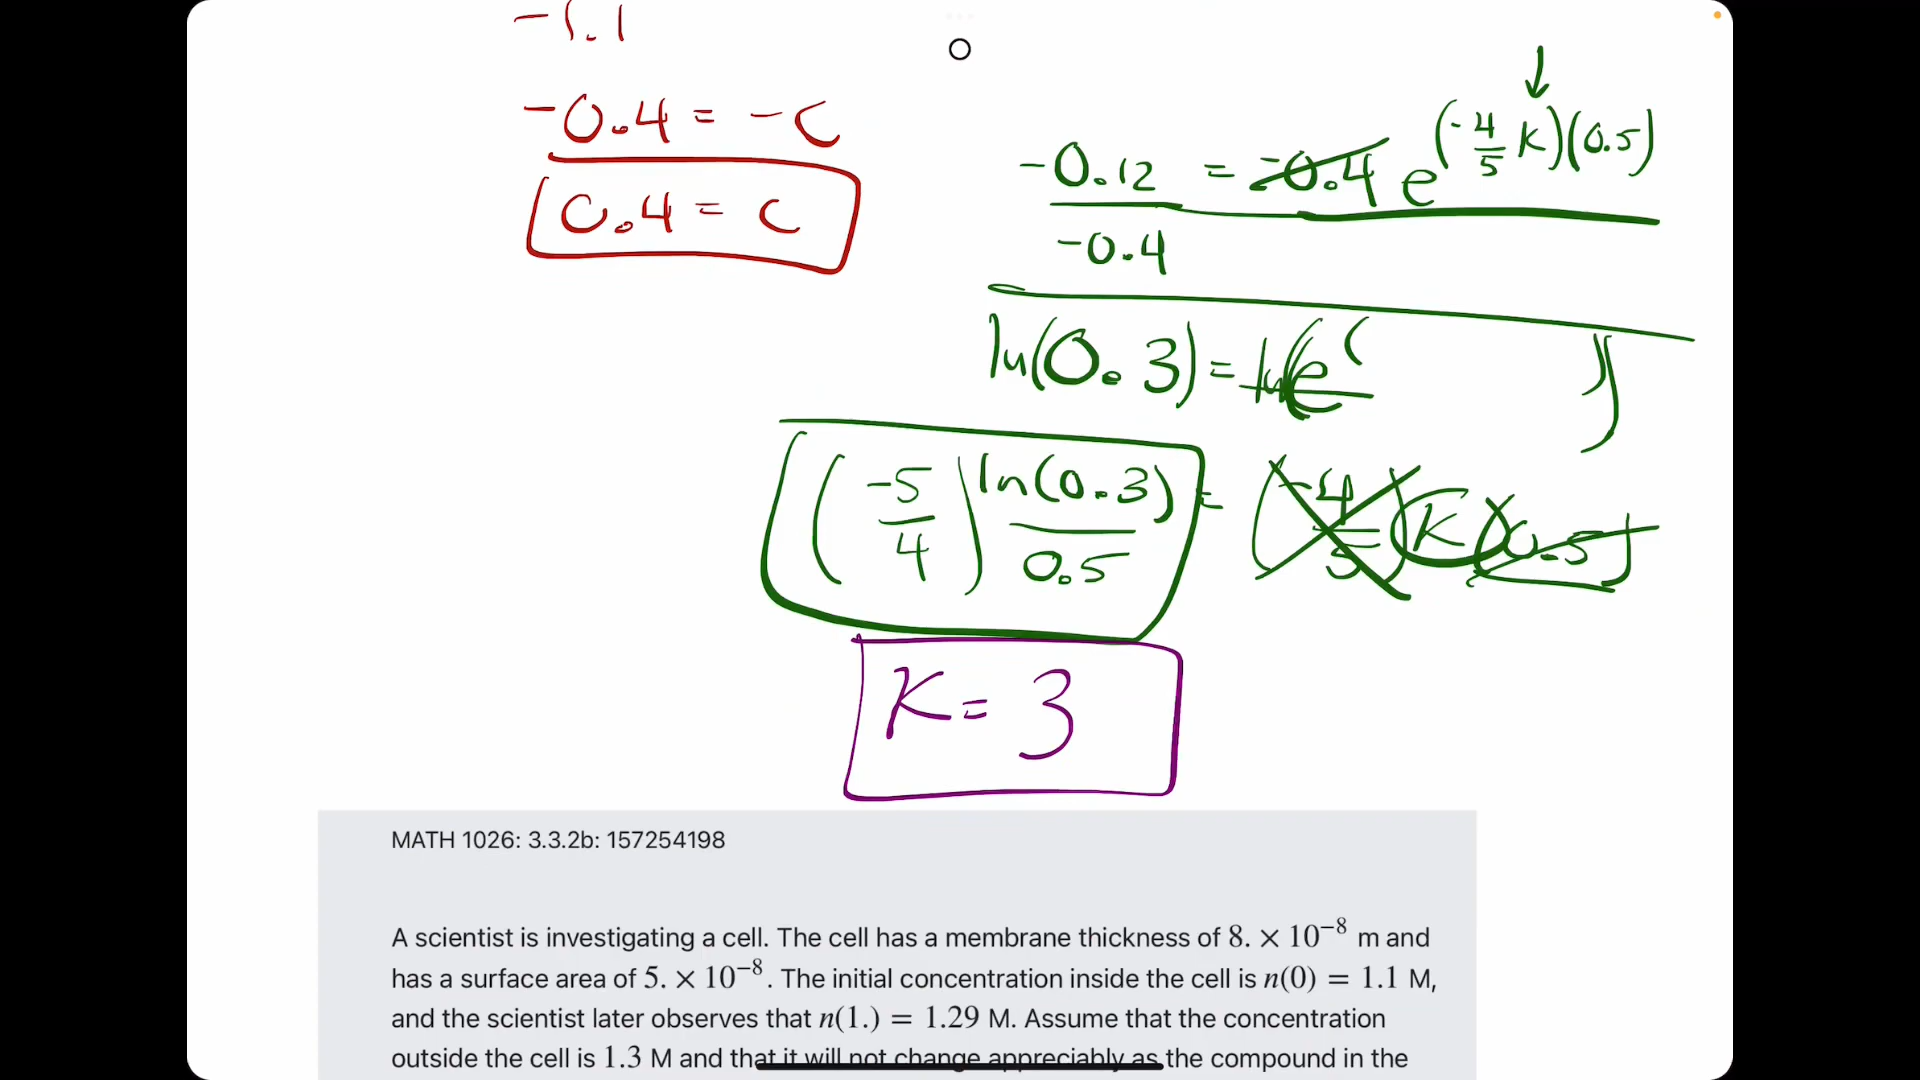 -1.1
-0.4 = -C
0.4 = C
-0.12 = -0.4 e^(-4/5 K)(0.5)
-0.4
ln(0.3) = ln(e^( ))
(-5/4) ln(0.3)/0.5 = (-4/5)(K)(0.5)
K = 3
MATH 1026: 3.3.2b: 157254198
A scientist is investigating a cell. The cell has a membrane thickness of 8. × 10⁻⁸ m and
has a surface area of 5. × 10⁻⁸. The initial concentration inside the cell is n(0) = 1.1 M,
and the scientist later observes that n(1.) = 1.29 M. Assume that the concentration
outside the cell is 1.3 M and that it will not change appreciably as the compound in the